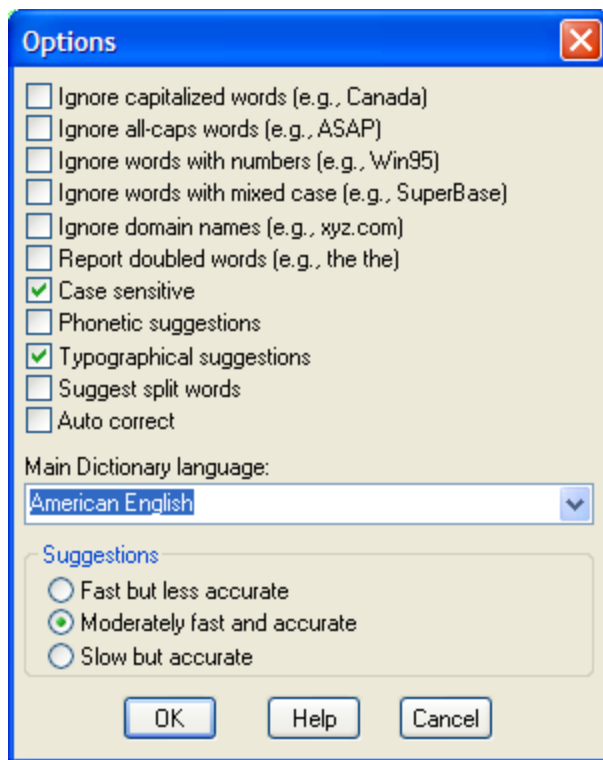 Options
Ignore capitalized words (e.g., Canada)
Ignore all-caps words (e.g., ASAP)
Ignore words with numbers (e.g., Win95)
Ignore words with mixed case (e.g., SuperBase)
Ignore domain names (e.g., xyz.com)
Report doubled words (e.g., the the)
Case sensitive
Phonetic suggestions
Typographical suggestions
Suggest split words
Auto correct
Main Dictionary language:
American English
Suggestions
Fast but less accurate
Moderately fast and accurate
Slow but accurate
OK Help Cancel